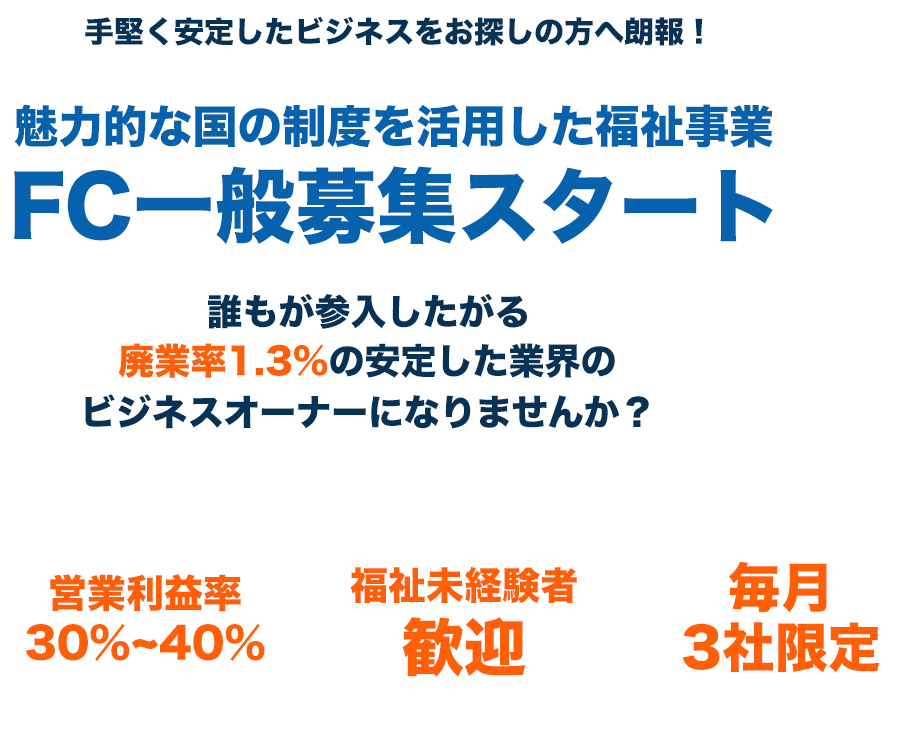 手堅く安定したビジネスをお探しの方へ朗報！
魅力的な国の制度を活用した福祉事業
FC一般募集スタート
誰もが参入したがる
廃業率1.3%の安定した業界の
ビジネスオーナーになりませんか？
営業利益率
30%~40%
福祉未経験者
歓迎
毎月
3社限定